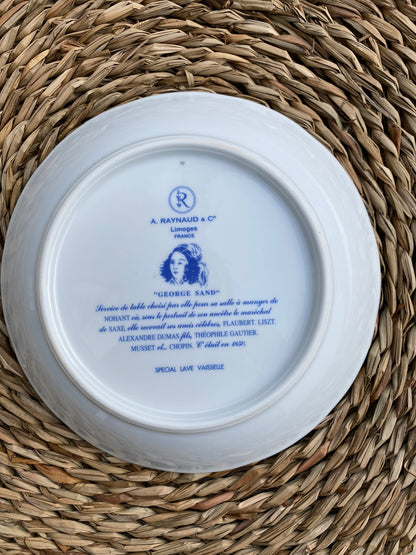 R
A. RAYNAUD & Co
Limoges
FRANCE
"GEORGE SAND"
Service de table choisi par elle pour sa salle à manger de
NOHANT où, sous le portrait de son ancêtre le maréchal
de SAXE, elle recevait ses amis célèbres, FLAUBERT, LISZT,
ALEXANDRE DUMAS fils, THÉOPHILE GAUTIER,
MUSSET et... CHOPIN. C'était en 1850.
SPECIAL LAVE VAISSELLE